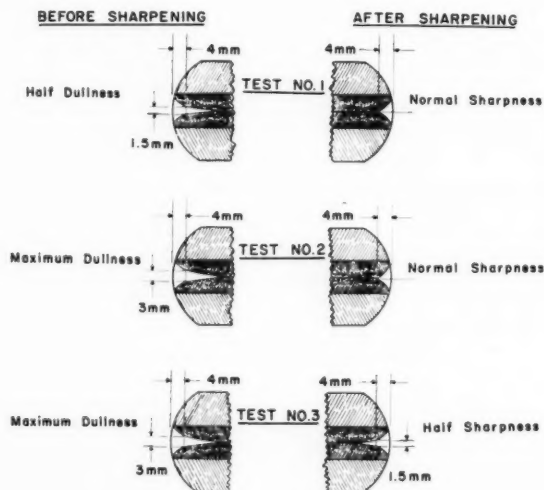 BEFORE SHARPENING
AFTER SHARPENING
4mm
4mm
TEST NO.1
Half Dullness
Normal Sharpness
1.5mm
4mm
4mm
TEST NO.2
Maximum Dullness
Normal Sharpness
3mm
4mm
4mm
TEST NO.3
Maximum Dullness
Half Sharpness
3mm
1.5mm